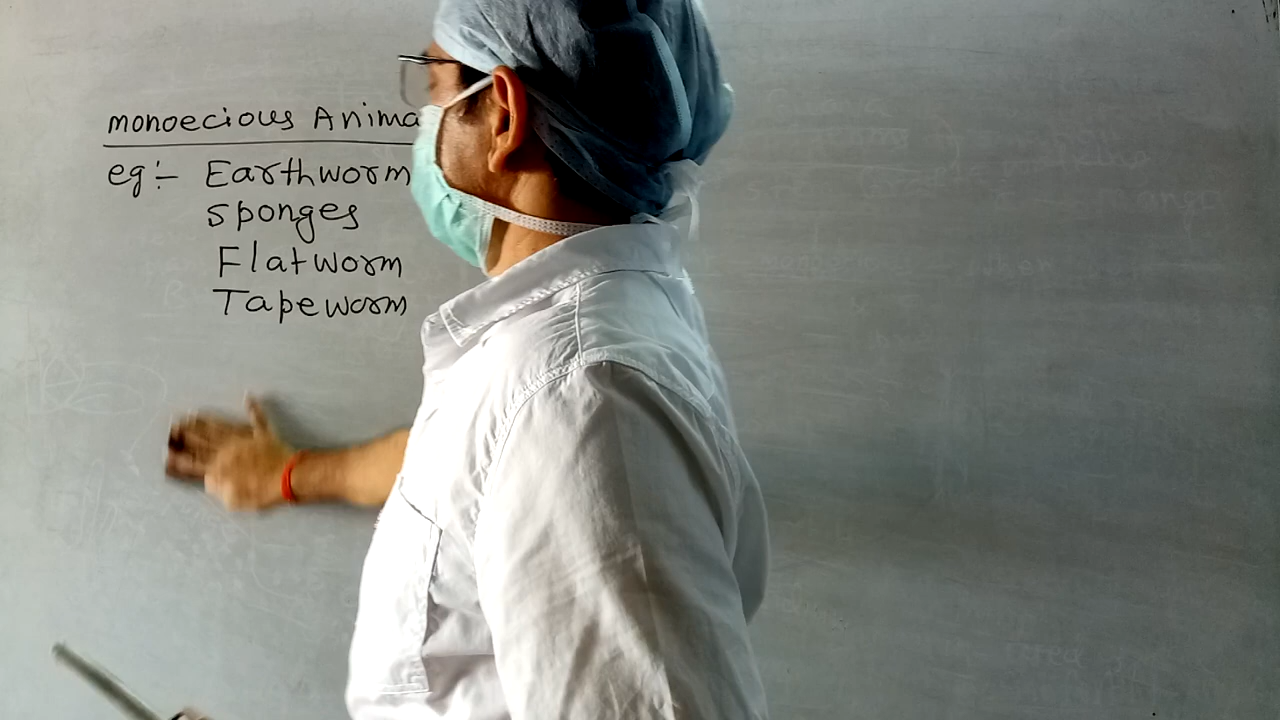 monoecious Anima
eg:- Earthworm
sponges
Flatworm
Tapeworm